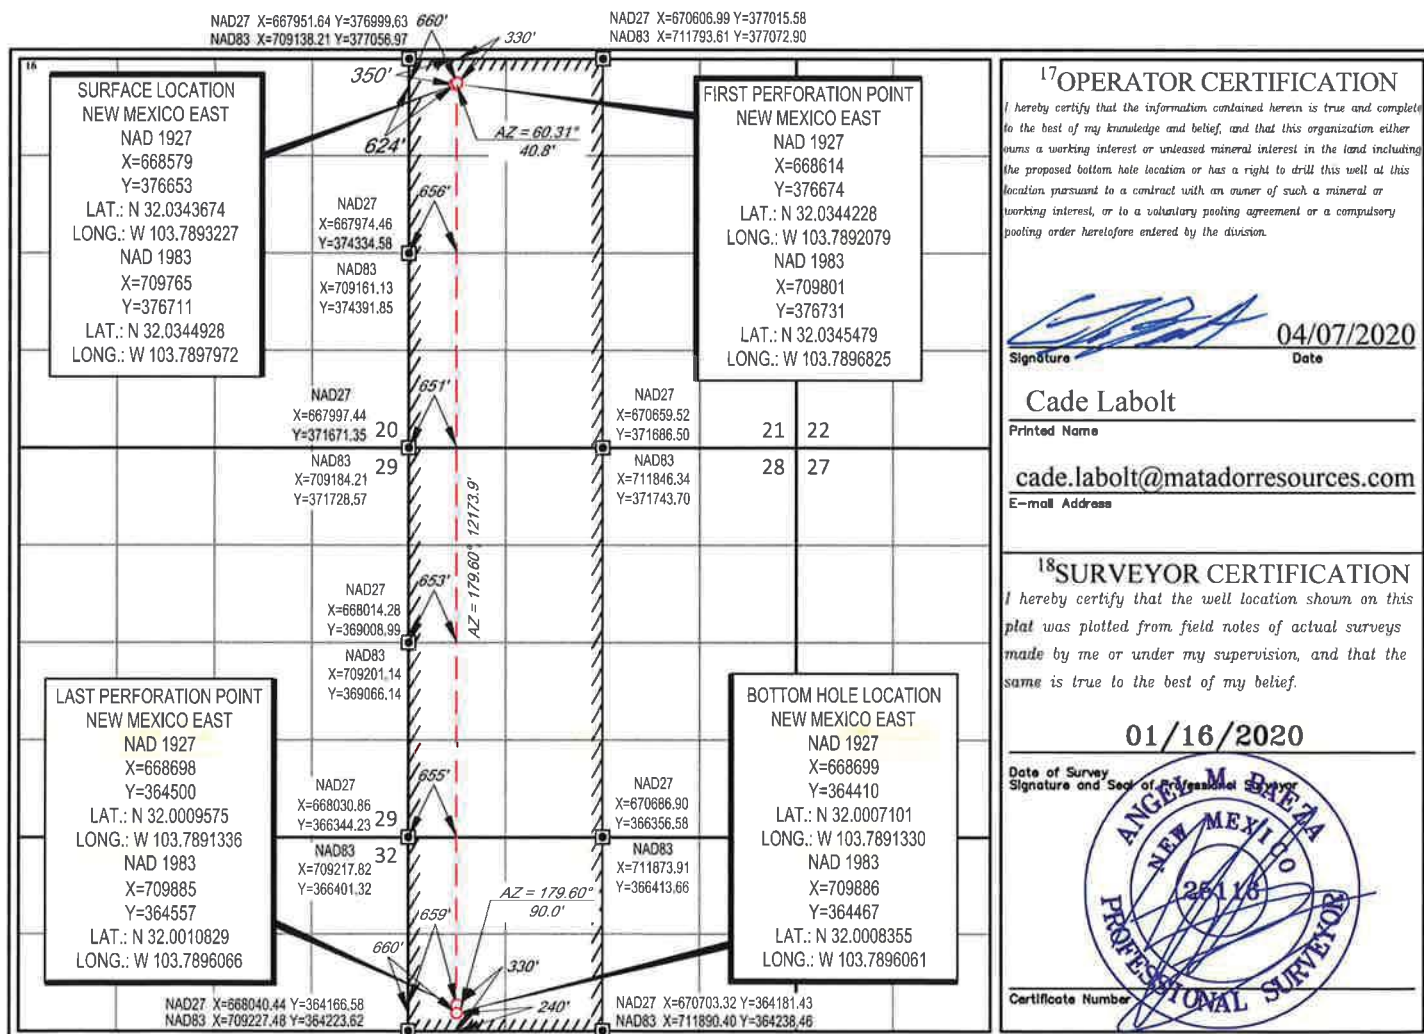 NAD27 X=667951.64 Y=376999.63
NAD83 X=709138.21 Y=377056.97
660'
330'
NAD27 X=670606.99 Y=377015.58
NAD83 X=711793.61 Y=377072.90
16
350'
624'
AZ = 60.31°
40.8'
SURFACE LOCATION
NEW MEXICO EAST
NAD 1927
X=668579
Y=376653
LAT.: N 32.0343674
LONG.: W 103.7893227
NAD 1983
X=709765
Y=376711
LAT.: N 32.0344928
LONG.: W 103.7897972
FIRST PERFORATION POINT
NEW MEXICO EAST
NAD 1927
X=668614
Y=376674
LAT.: N 32.0344228
LONG.: W 103.7892079
NAD 1983
X=709801
Y=376731
LAT.: N 32.0345479
LONG.: W 103.7896825
656'
NAD27
X=667974.46
Y=374334.58
NAD83
X=709161.13
Y=374391.85
651'
NAD27
X=667997.44
Y=371671.35
20
29
NAD83
X=709184.21
Y=371728.57
NAD27
X=670659.52
Y=371686.50
NAD83
X=711846.34
Y=371743.70
21 22
28 27
AZ = 179.60° 12173.9'
653'
NAD27
X=668014.28
Y=369008.99
NAD83
X=709201.14
Y=369066.14
LAST PERFORATION POINT
NEW MEXICO EAST
NAD 1927
X=668698
Y=364500
LAT.: N 32.0009575
LONG.: W 103.7891336
NAD 1983
X=709885
Y=364557
LAT.: N 32.0010829
LONG.: W 103.7896066
BOTTOM HOLE LOCATION
NEW MEXICO EAST
NAD 1927
X=668699
Y=364410
LAT.: N 32.0007101
LONG.: W 103.7891330
NAD 1983
X=709886
Y=364467
LAT.: N 32.0008355
LONG.: W 103.7896061
655'
NAD27
X=668030.86
Y=366344.23
29
32
NAD83
X=709217.82
Y=366401.32
NAD27
X=670686.90
Y=366356.58
NAD83
X=711873.91
Y=366413.66
AZ = 179.60°
90.0'
659'
660'
330'
240'
NAD27 X=668040.44 Y=364166.58
NAD83 X=709227.48 Y=364223.62
NAD27 X=670703.32 Y=364181.43
NAD83 X=711890.40 Y=364238.46
17 OPERATOR CERTIFICATION
I hereby certify that the information contained herein is true and complete
to the best of my knowledge and belief, and that this organization either
owns a working interest or unleased mineral interest in the land including
the proposed bottom hole location or has a right to drill this well at this
location pursuant to a contract with an owner of such a mineral or
working interest, or to a voluntary pooling agreement or a compulsory
pooling order heretofore entered by the division.
04/07/2020
Signature Date
Cade Labolt
Printed Name
cade.labolt@matadorresources.com
E-mail Address
18 SURVEYOR CERTIFICATION
I hereby certify that the well location shown on this
plat was plotted from field notes of actual surveys
made by me or under my supervision, and that the
same is true to the best of my belief.
01/16/2020
Date of Survey
Signature and Seal of Professional Surveyor
ANGEL M. BAEZA
NEW MEXICO
25116
PROFESSIONAL SURVEYOR
Certificate Number